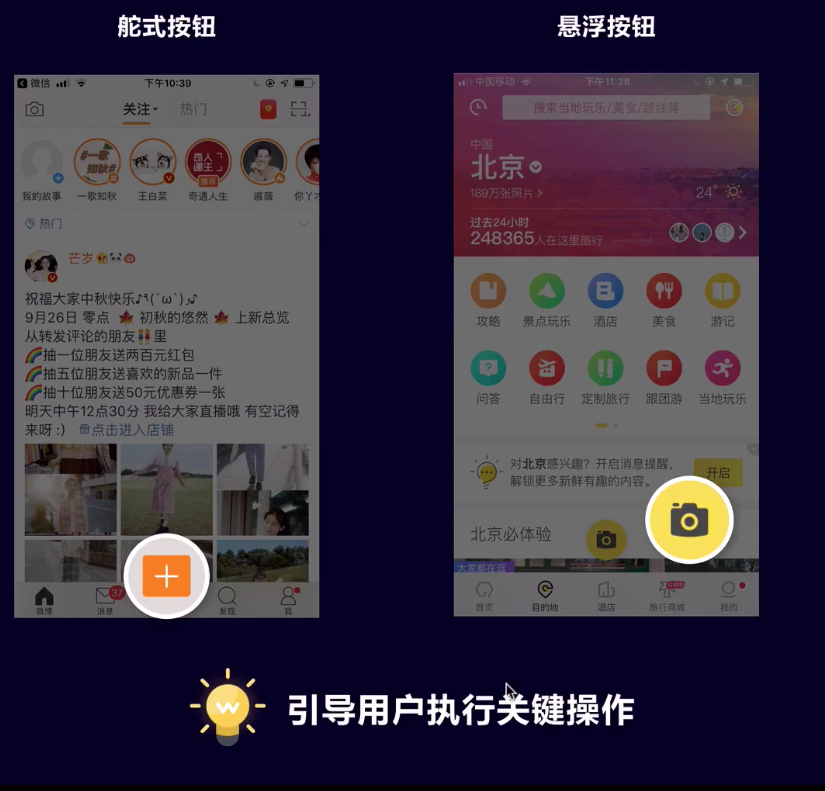 舵式按钮
悬浮按钮
微信
下午10:39
关注
热门
我的故事
一歌知秋
王白菜
奇遇人生
戚薇
#一歌
知秋#
热门
芒岁
祝福大家中秋快乐♪٩(´ω`)و♪
9月26日 零点 🍁 初秋的悠然 🍁 上新总览
从转发评论的朋友👭里
🌈抽一位朋友送两百元红包
🌈抽五位朋友送喜欢的新品一件
🌈抽十位朋友送50元优惠券一张
明天中午12点30分 我给大家直播哦 有空记得
来呀 :) 点击进入店铺
微博
消息
37
发现
我
中国移动
下午11:28
搜索当地玩乐/美食/路线等
中国
北京
189万张照片
24°
过去24小时
248365人在这里旅行
攻略
景点玩乐
酒店
美食
游记
问答
自由行
定制旅行
跟团游
当地玩乐
对北京感兴趣？开启消息提醒，
解锁更多新鲜有趣的内容。
开启
北京必体验
大家都在逛
首页
目的地
酒店
旅行商城
我的
引导用户执行关键操作